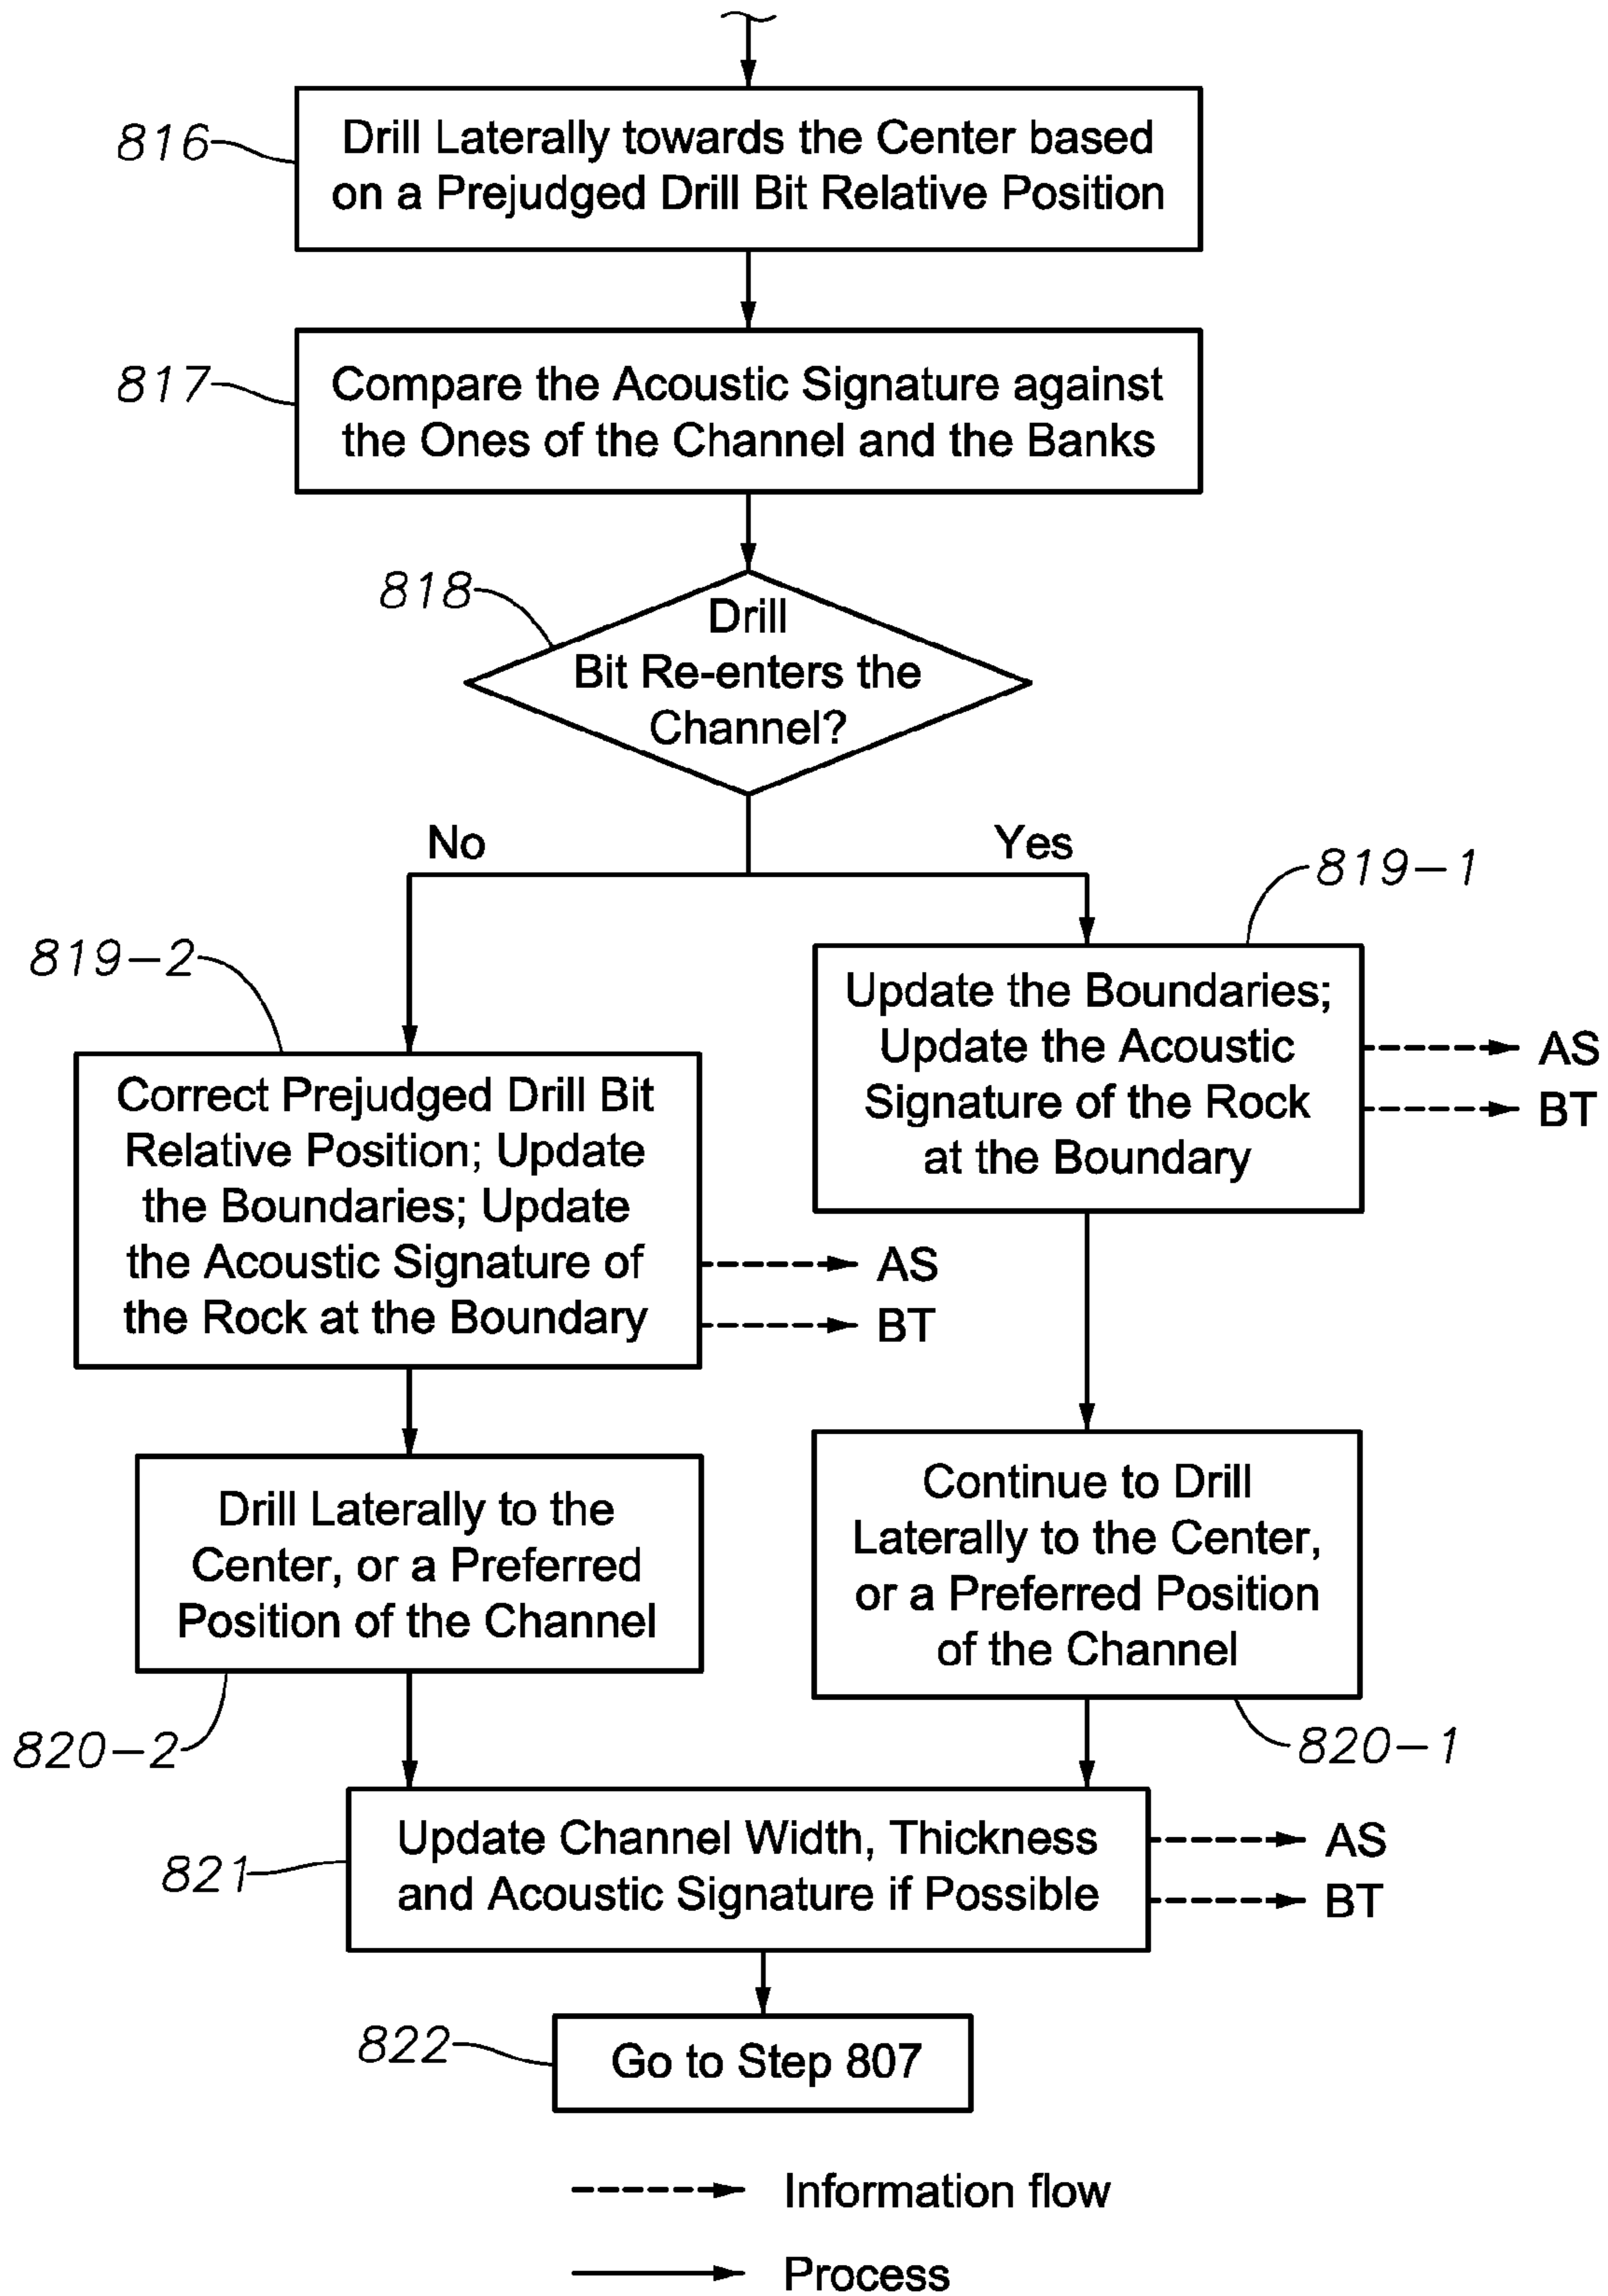 816
Drill Laterally towards the Center based
on a Prejudged Drill Bit Relative Position
817
Compare the Acoustic Signature against
the Ones of the Channel and the Banks
818
Drill
Bit Re-enters the
Channel?
No
Yes
819-1
Update the Boundaries;
Update the Acoustic
Signature of the Rock
at the Boundary
AS
BT
819-2
Correct Prejudged Drill Bit
Relative Position; Update
the Boundaries; Update
the Acoustic Signature of
the Rock at the Boundary
AS
BT
Continue to Drill
Laterally to the Center,
or a Preferred Position
of the Channel
820-1
Drill Laterally to the
Center, or a Preferred
Position of the Channel
820-2
821
Update Channel Width, Thickness
and Acoustic Signature if Possible
AS
BT
822
Go to Step 807
Information flow
Process